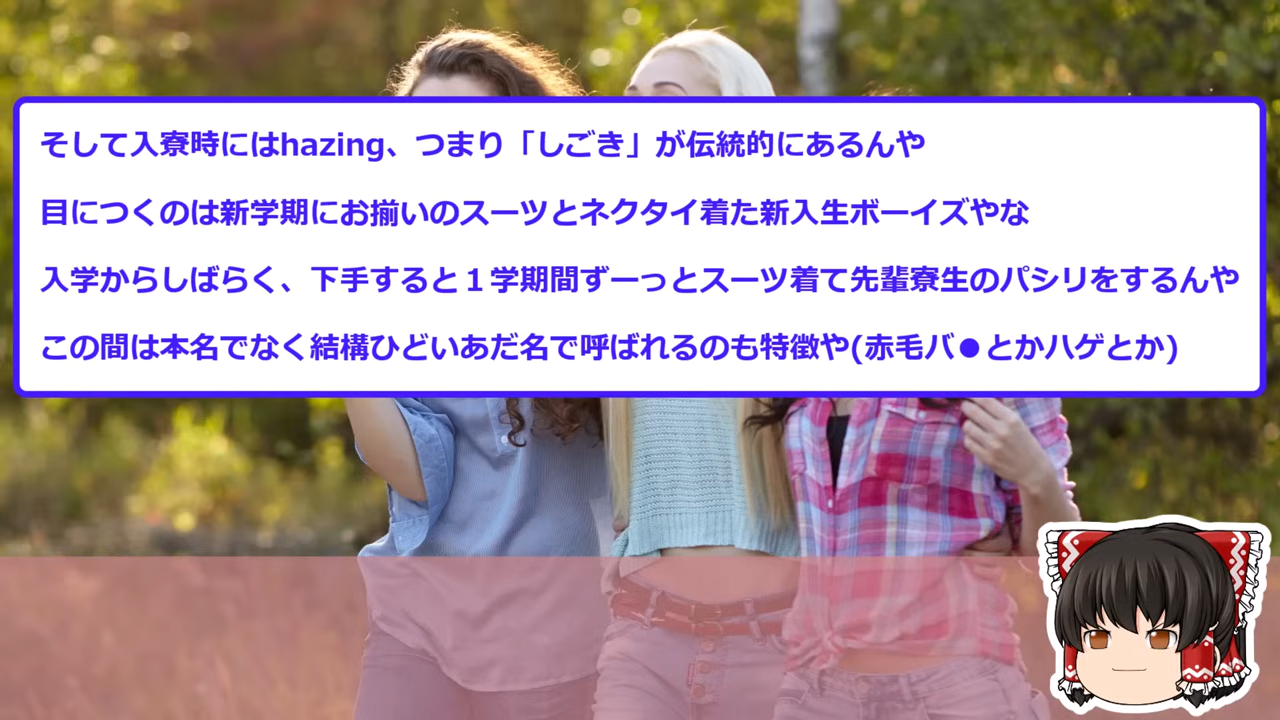 そして入寮時にはhazing、つまり「しごき」が伝統的にあるんや
目につくのは新学期にお揃いのスーツとネクタイ着た新入生ボーイズやな
入学からしばらく、下手すると１学期間ずーっとスーツ着て先輩寮生のパシリをするんや
この間は本名でなく結構ひどいあだ名で呼ばれるのも特徴や(赤毛バ●とかハゲとか)